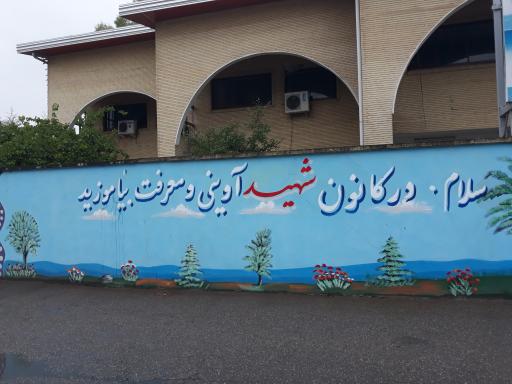 سلام. در کانون شهید آوینی و معرفت بیاموزید